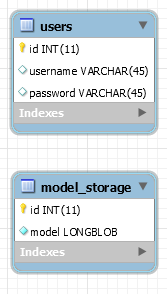 users
id INT(11)
username VARCHAR(45)
password VARCHAR(45)
Indexes
model_storage
id INT(11)
model LONGBLOB
Indexes